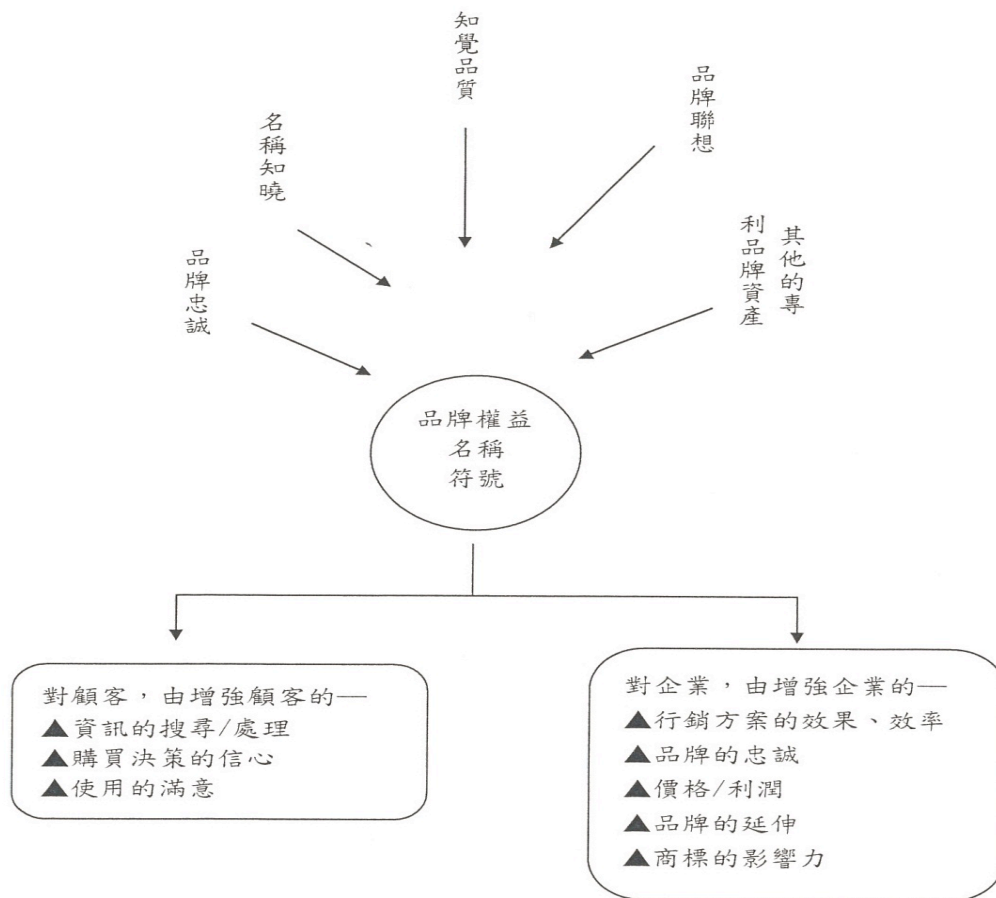 品牌忠誠
名稱知曉
知覺品質
品牌聯想
其他的專
利品牌資產
品牌權益
名稱
符號
對顧客，由增強顧客的──
▲資訊的搜尋/處理
▲購買決策的信心
▲使用的滿意
對企業，由增強企業的──
▲行銷方案的效果、效率
▲品牌的忠誠
▲價格/利潤
▲品牌的延伸
▲商標的影響力